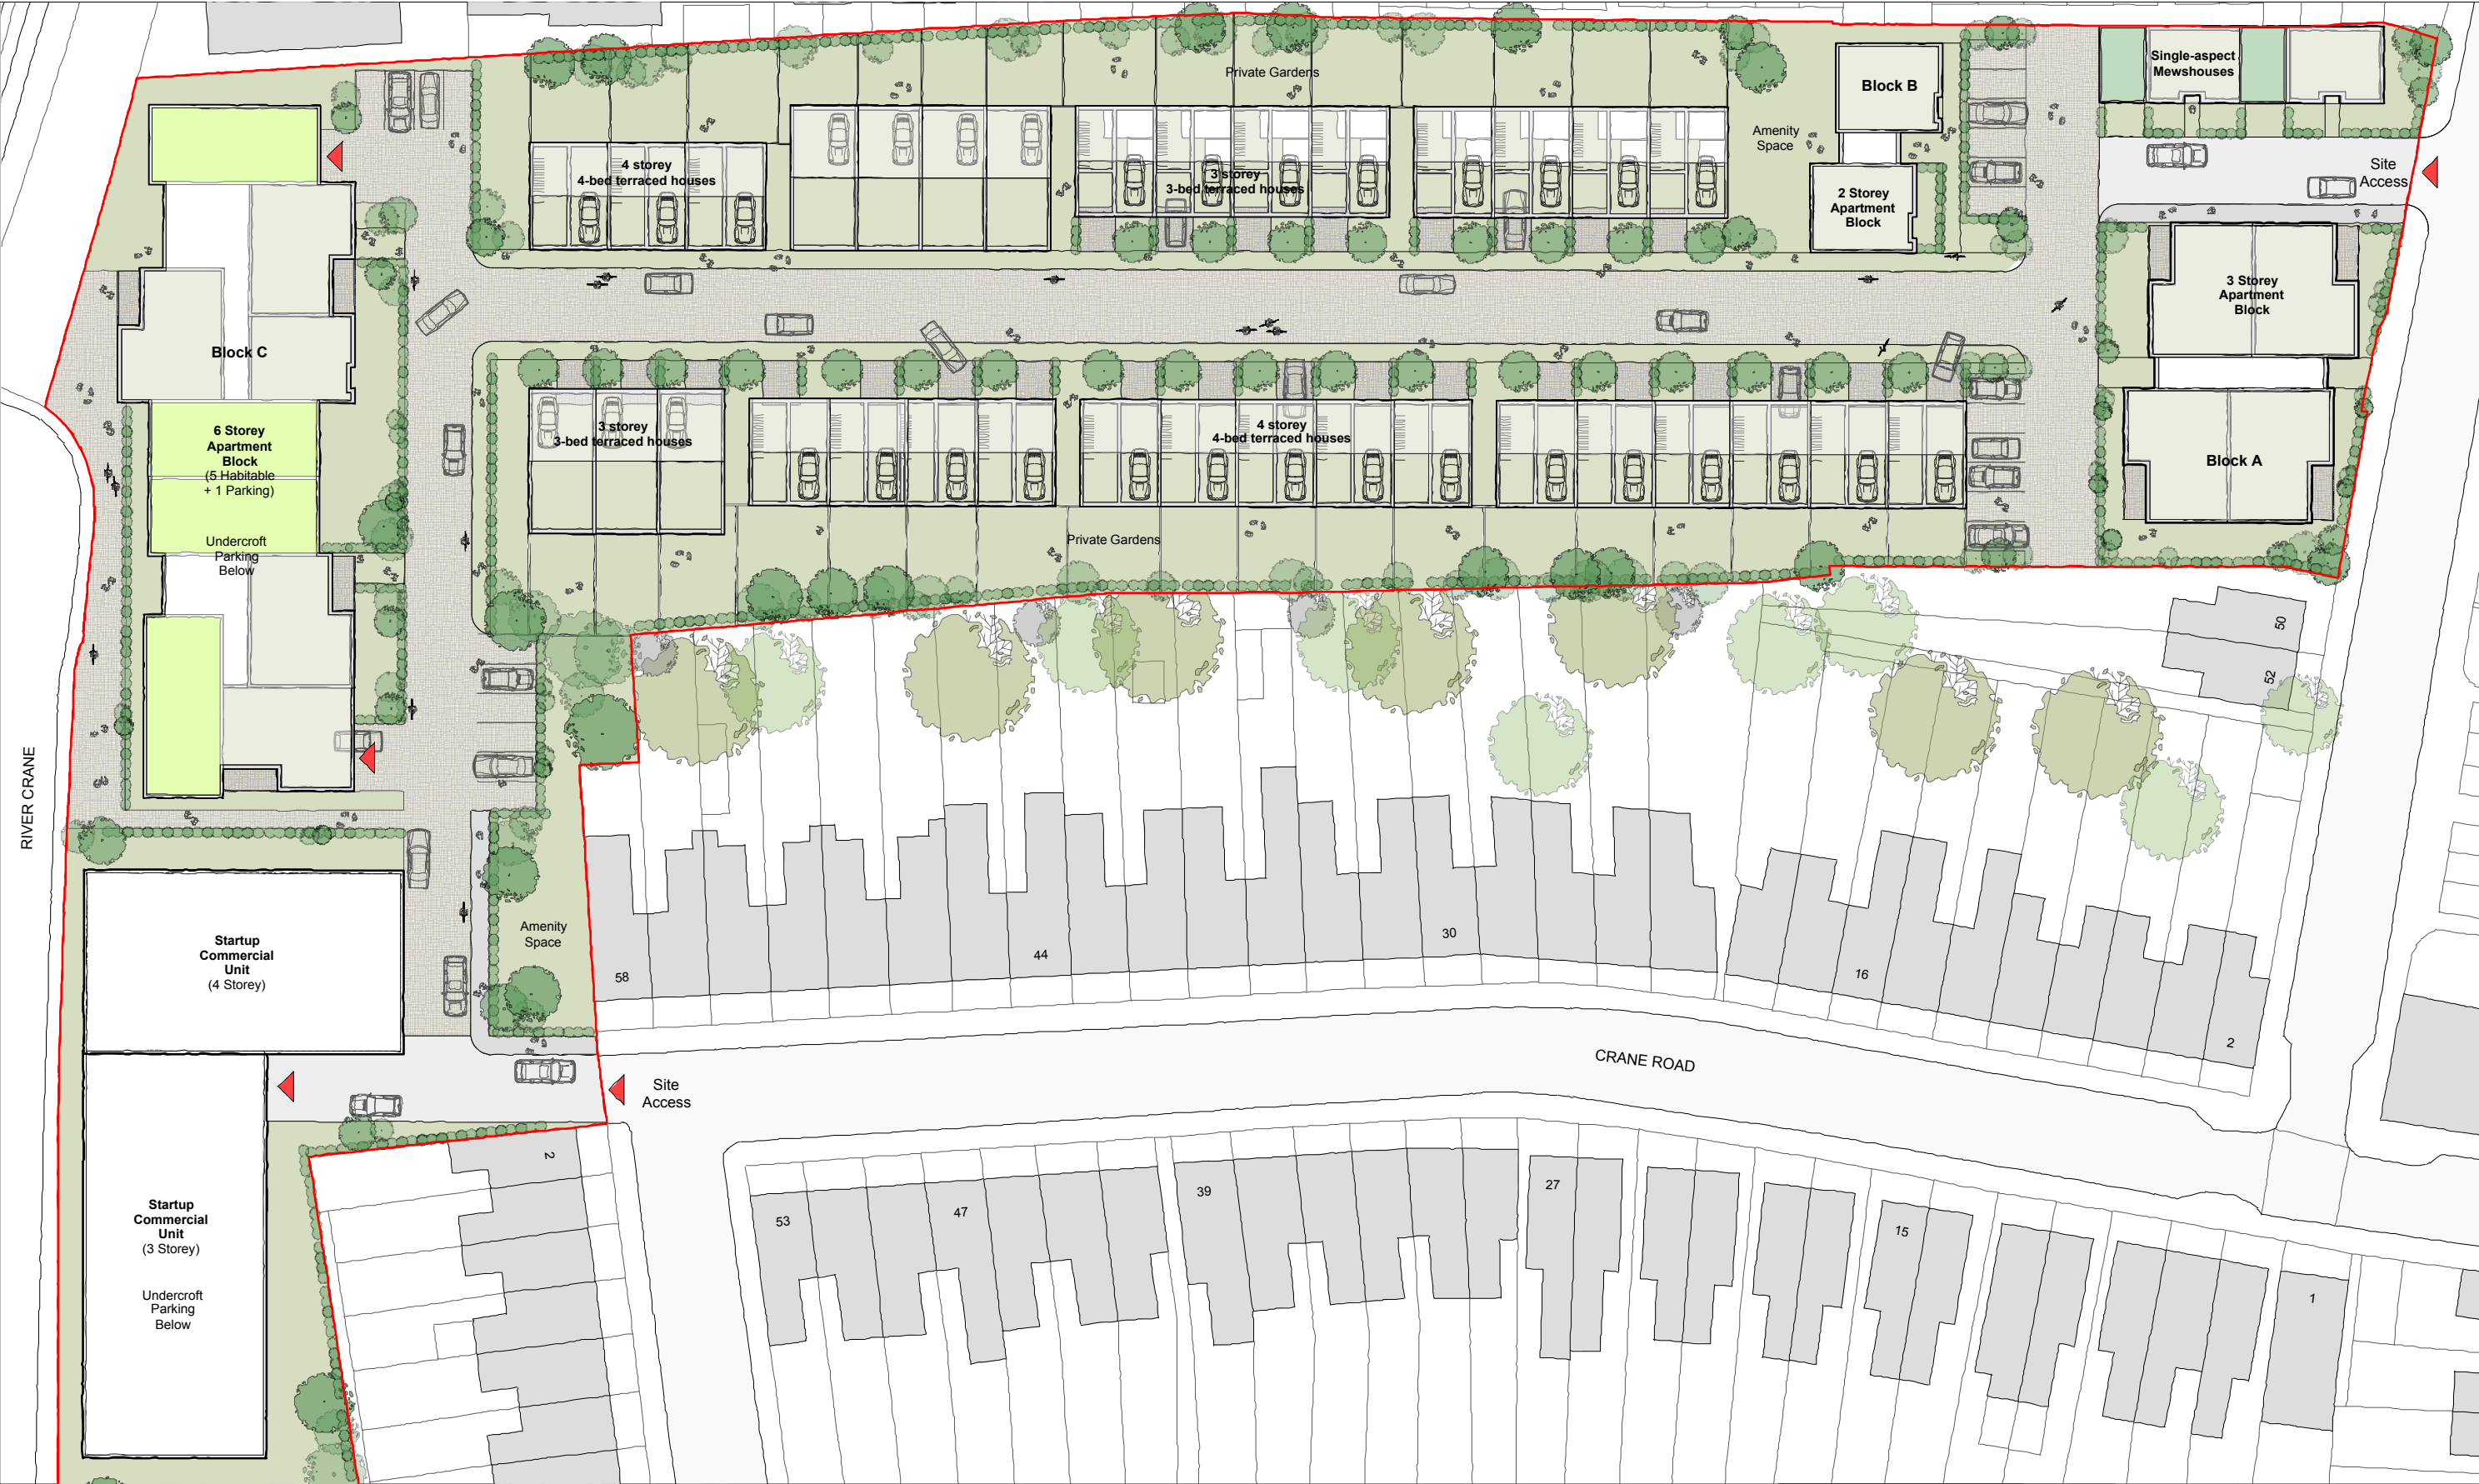 Private Gardens
Block B
Single-aspect
Mewshouses
Amenity
Space
Site
Access
4 storey
4-bed terraced houses
3 storey
3-bed terraced houses
2 Storey
Apartment
Block
3 Storey
Apartment
Block
Block C
6 Storey
Apartment
Block
(5 Habitable
+ 1 Parking)
Undercroft
Parking
Below
3 storey
3-bed terraced houses
4 storey
4-bed terraced houses
Block A
Private Gardens
50
52
RIVER CRANE
Startup
Commercial
Unit
(4 Storey)
Amenity
Space
58
44
30
16
2
Site
Access
CRANE ROAD
2
53
47
39
27
15
1
Startup
Commercial
Unit
(3 Storey)
Undercroft
Parking
Below